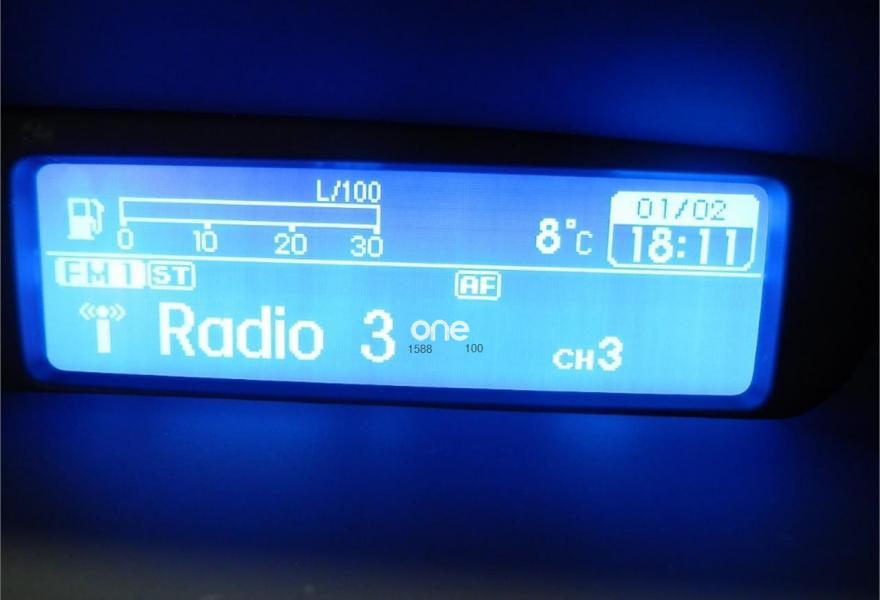 L/100
0 10 20 30
8°C
01/02
18:11
FM1 ST
AF
Radio 3
one
1588 100
CH3